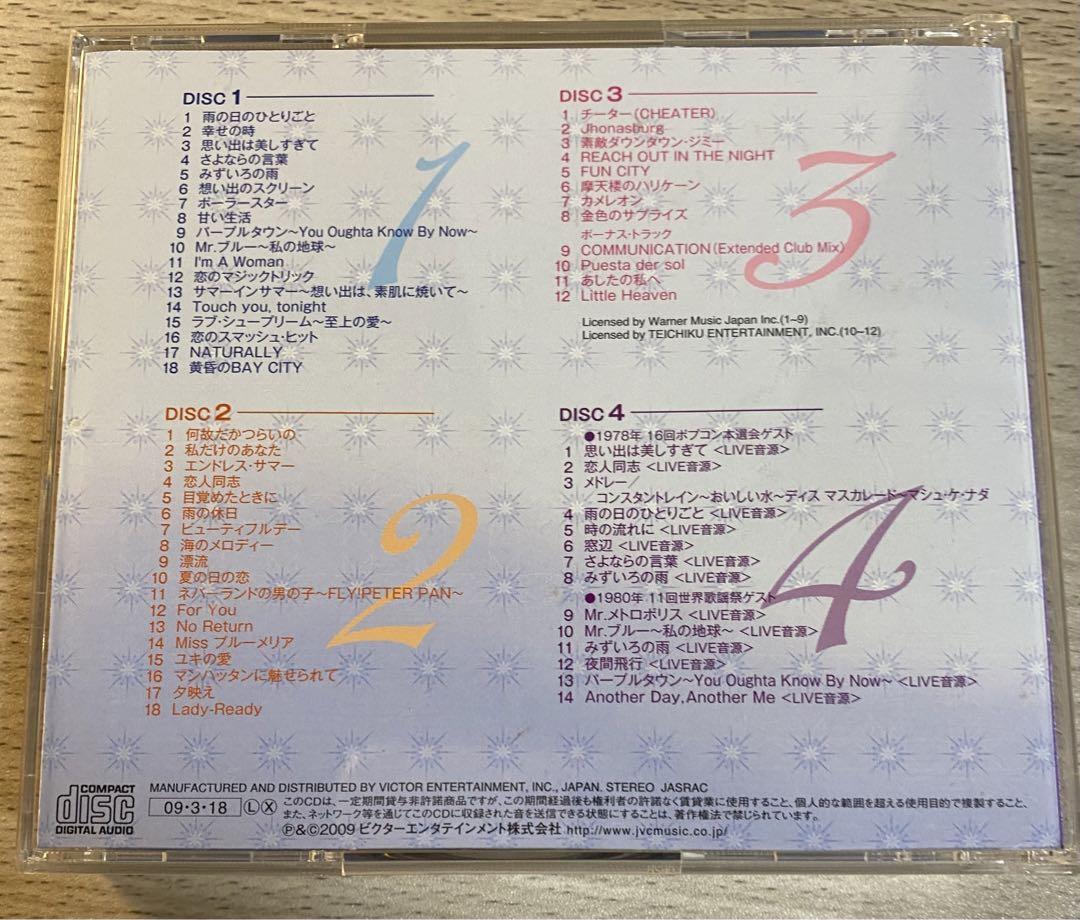 DISC 1
1 雨の日のひとりごと
2 幸せの時
3 思い出は美しすぎて
4 さよならの言葉
5 みずいろの雨
6 想い出のスクリーン
7 ポーラースター
8 甘い生活
9 パープルタウン〜You Oughta Know By Now〜
10 Mr.ブルー〜私の地球〜
11 I'm A Woman
12 恋のマジックトリック
13 サマーインサマー〜想い出は、素肌に焼いて〜
14 Touch you, tonight
15 ラブ・シュープリーム〜至上の愛〜
16 恋のスマッシュ・ヒット
17 NATURALLY
18 黄昏のBAY CITY
DISC 2
1 何故だかつらいの
2 私だけのあなた
3 エンドレス・サマー
4 恋人同志
5 目覚めたときに
6 雨の休日
7 ビューティフルデー
8 海のメロディー
9 漂流
10 夏の日の恋
11 ネバーランドの男の子〜FLY!PETER PAN〜
12 For You
13 No Return
14 Miss ブルーメリア
15 ユキの愛
16 マンハッタンに魅せられて
17 夕映え
18 Lady-Ready
DISC 3
1 チーター(CHEATER)
2 Jhonasburg
3 素敵ダウンタウン・ジミー
4 REACH OUT IN THE NIGHT
5 FUN CITY
6 摩天楼のハリケーン
7 カメレオン
8 金色のサプライズ
ボーナス・トラック
9 COMMUNICATION(Extended Club Mix)
10 Puesta der sol
11 あしたの私へ
12 Little Heaven
Licensed by Warner Music Japan Inc.(1~9)
Licensed by TEICHIKU ENTERTAINMENT, INC.(10~12)
DISC 4
●1978年 16回ポプコン本選会ゲスト
1 思い出は美しすぎて <LIVE音源>
2 恋人同志 <LIVE音源>
3 メドレー／
コンスタントレイン〜おいしい水〜ディス マスカレード〜マシュ・ケ・ナダ
4 雨の日のひとりごと <LIVE音源>
5 時の流れに <LIVE音源>
6 窓辺 <LIVE音源>
7 さよならの言葉 <LIVE音源>
8 みずいろの雨 <LIVE音源>
●1980年 11回世界歌謡祭ゲスト
9 Mr.メトロポリス <LIVE音源>
10 Mr.ブルー〜私の地球〜 <LIVE音源>
11 みずいろの雨 <LIVE音源>
12 夜間飛行 <LIVE音源>
13 パープルタウン〜You Oughta Know By Now〜 <LIVE音源>
14 Another Day,Another Me <LIVE音源>
1
2
3
4
COMPACT
disc
DIGITAL AUDIO
MANUFACTURED AND DISTRIBUTED BY VICTOR ENTERTAINMENT, INC., JAPAN. STEREO JASRAC
09・3・18 Ⓛ Ⓧ このCDは、一定期間貸与非許諾商品ですが、この期間経過後も権利者の許諾なく賃貸業に使用すること、個人的な範囲を超える使用目的で複製すること、
また、ネットワーク等を通じてこのCDに収録された音を送信できる状態にすることは、著作権法で禁じられています。
Ⓟ&©2009 ビクターエンタテインメント株式会社 http://www.jvcmusic.co.jp/